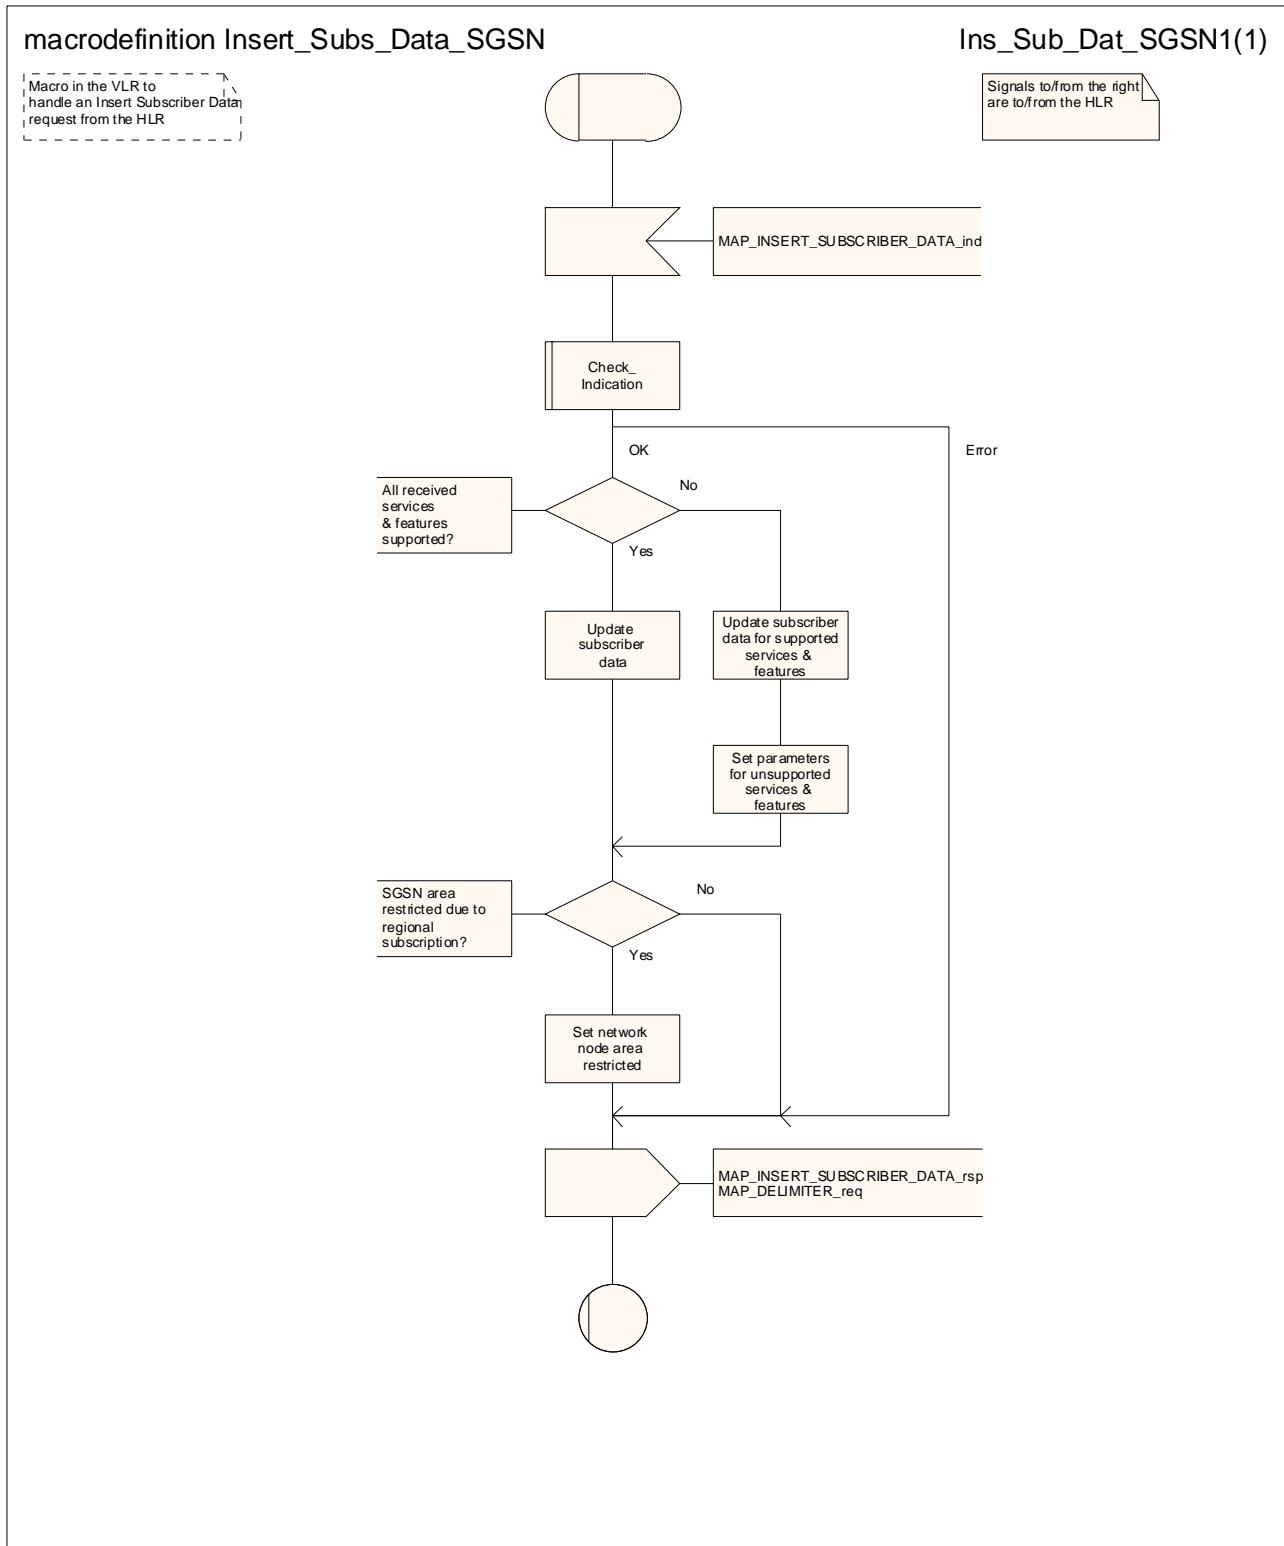 macrodefinition Insert_Subs_Data_SGSN
Ins_Sub_Dat_SGSN1(1)
Macro in the VLR to
handle an Insert Subscriber Data
request from the HLR
Signals to/from the right
are to/from the HLR
MAP_INSERT_SUBSCRIBER_DATA_ind
Check_
Indication
OK
Error
All received
services
& features
supported?
No
Yes
Update
subscriber
data
Update subscriber
data for supported
services &
features
Set parameters
for unsupported
services &
features
SGSN area
restricted due to
regional
subscription?
No
Yes
Set network
node area
restricted
MAP_INSERT_SUBSCRIBER_DATA_rsp
MAP_DELIMITER_req